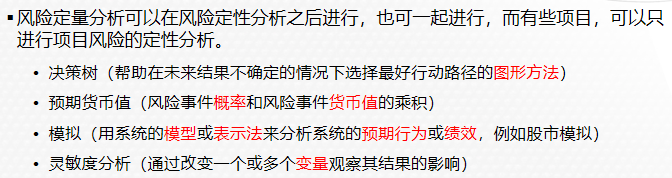 ▪风险定量分析可以在风险定性分析之后进行，也可一起进行，而有些项目，可以只
进行项目风险的定性分析。
• 决策树（帮助在未来结果不确定的情况下选择最好行动路径的图形方法）
• 预期货币值（风险事件概率和风险事件货币值的乘积）
• 模拟（用系统的模型或表示法来分析系统的预期行为或绩效，例如股市模拟）
• 灵敏度分析（通过改变一个或多个变量观察其结果的影响）